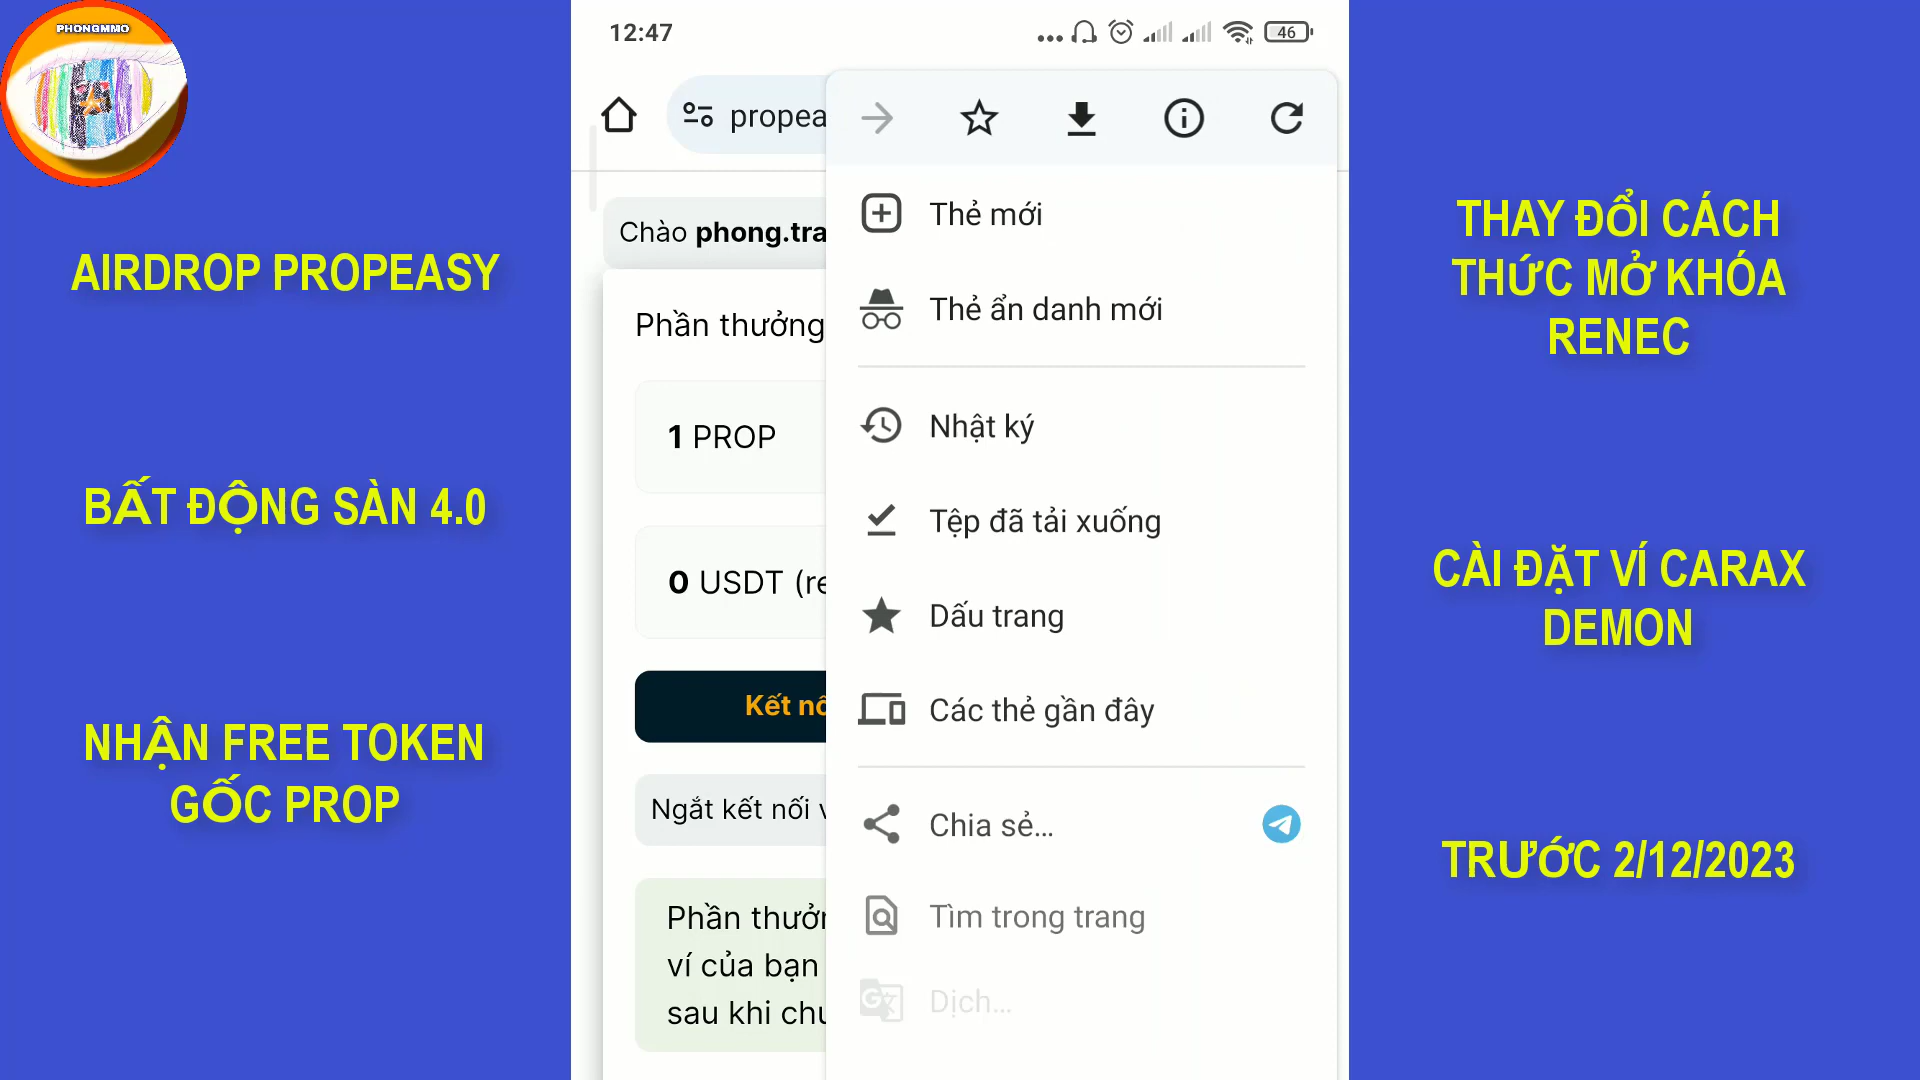 PHONGMMO
AIRDROP PROPEASY
BẤT ĐỘNG SÀN 4.0
NHẬN FREE TOKEN
GỐC PROP
12:47
46
propea
Chào phong.tra
Phần thưởng
1 PROP
0 USDT (re
Kết nố
Ngắt kết nối v
Phần thưởn
ví của bạn
sau khi chu
Thẻ mới
Thẻ ẩn danh mới
Nhật ký
Tệp đã tải xuống
Dấu trang
Các thẻ gần đây
Chia sẻ...
Tìm trong trang
Dịch...
THAY ĐỔI CÁCH
THỨC MỞ KHÓA
RENEC
CÀI ĐẶT VÍ CARAX
DEMON
TRƯỚC 2/12/2023